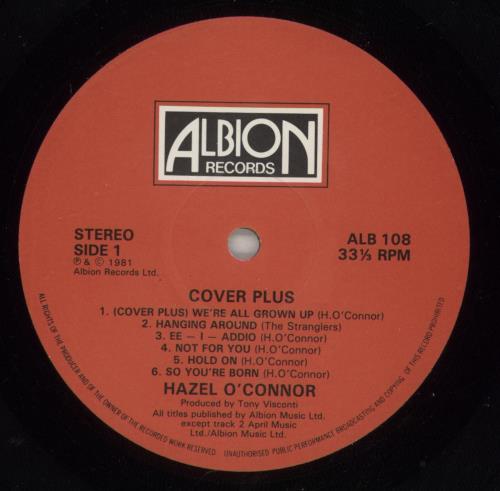 ALBION
RECORDS
STEREO
SIDE 1
℗ & © 1981
Albion Records Ltd.
ALB 108
33⅓ RPM
COVER PLUS
1. (COVER PLUS) WE'RE ALL GROWN UP (H.O'Connor)
2. HANGING AROUND (The Stranglers)
3. EE – I – ADDIO (H.O'Connor)
4. NOT FOR YOU (H.O'Connor)
5. HOLD ON (H.O'Connor)
6. SO YOU'RE BORN (H.O'Connor)
HAZEL O'CONNOR
Produced by Tony Visconti
All titles published by Albion Music Ltd.
except track 2 April Music
Ltd./Albion Music Ltd.
ALL RIGHTS OF THE PRODUCER AND OF THE OWNER OF THE RECORDED WORK RESERVED. UNAUTHORISED PUBLIC PERFORMANCE BROADCASTING AND COPYING OF THIS RECORD PROHIBITED